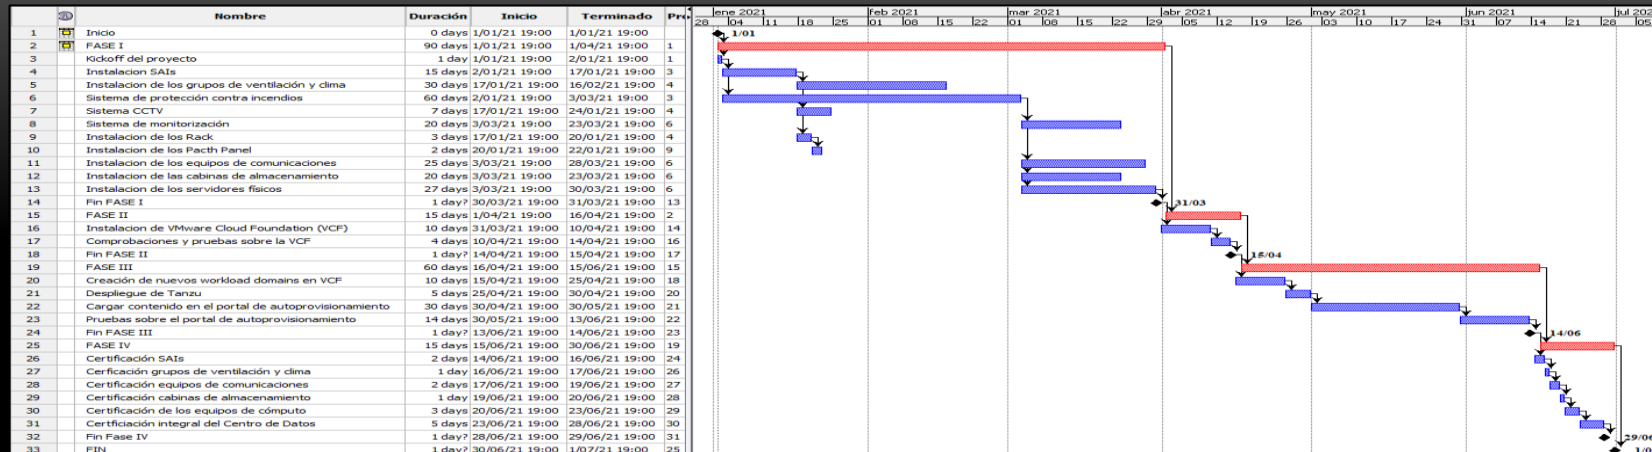 Nombre Duración Inicio Terminado Pre
ene 2021 feb 2021 mar 2021 abr 2021 may 2021 jun 2021 jul 202
28 04 11 18 25 01 08 15 22 01 08 15 22 29 05 12 19 26 03 10 17 24 31 07 14 21 28 05
1 Inicio 0 days 1/01/21 19:00 1/01/21 19:00 1/01
2 FASE I 90 days 1/01/21 19:00 1/04/21 19:00 1
3 Kickoff del proyecto 1 day 1/01/21 19:00 2/01/21 19:00 1
4 Instalacion SAIs 15 days 2/01/21 19:00 17/01/21 19:00 3
5 Instalacion de los grupos de ventilación y clima 30 days 17/01/21 19:00 16/02/21 19:00 4
6 Sistema de protección contra incendios 60 days 2/01/21 19:00 3/03/21 19:00 3
7 Sistema CCTV 7 days 17/01/21 19:00 24/01/21 19:00 4
8 Sistema de monitorización 20 days 3/03/21 19:00 23/03/21 19:00 6
9 Instalacion de los Rack 3 days 17/01/21 19:00 20/01/21 19:00 4
10 Instalacion de los Pacth Panel 2 days 20/01/21 19:00 22/01/21 19:00 9
11 Instalacion de los equipos de comunicaciones 25 days 3/03/21 19:00 28/03/21 19:00 6
12 Instalacion de las cabinas de almacenamiento 20 days 3/03/21 19:00 23/03/21 19:00 6
13 Instalacion de los servidores físicos 27 days 3/03/21 19:00 30/03/21 19:00 6
14 Fin FASE I 1 day? 30/03/21 19:00 31/03/21 19:00 13 31/03
15 FASE II 15 days 1/04/21 19:00 16/04/21 19:00 2
16 Instalacion de VMware Cloud Foundation (VCF) 10 days 31/03/21 19:00 10/04/21 19:00 14
17 Comprobaciones y pruebas sobre la VCF 4 days 10/04/21 19:00 14/04/21 19:00 16
18 Fin FASE II 1 day? 14/04/21 19:00 15/04/21 19:00 17 15/04
19 FASE III 60 days 16/04/21 19:00 15/06/21 19:00 15
20 Creación de nuevos workload domains en VCF 10 days 15/04/21 19:00 25/04/21 19:00 18
21 Despliegue de Tanzu 5 days 25/04/21 19:00 30/04/21 19:00 20
22 Cargar contenido en el portal de autoprovisionamiento 30 days 30/04/21 19:00 30/05/21 19:00 21
23 Pruebas sobre el portal de autoprovisionamiento 14 days 30/05/21 19:00 13/06/21 19:00 22
24 Fin FASE III 1 day? 13/06/21 19:00 14/06/21 19:00 23 14/06
25 FASE IV 15 days 15/06/21 19:00 30/06/21 19:00 19
26 Certificación SAIs 2 days 14/06/21 19:00 16/06/21 19:00 24
27 Cerficación grupos de ventilación y clima 1 day 16/06/21 19:00 17/06/21 19:00 26
28 Certificación equipos de comunicaciones 2 days 17/06/21 19:00 19/06/21 19:00 27
29 Certificación cabinas de almacenamiento 1 day 19/06/21 19:00 20/06/21 19:00 28
30 Certificación de los equipos de cómputo 3 days 20/06/21 19:00 23/06/21 19:00 29
31 Certficiación integral del Centro de Datos 5 days 23/06/21 19:00 28/06/21 19:00 30
32 Fin Fase IV 1 day? 28/06/21 19:00 29/06/21 19:00 31 29/06
33 FIN 1 day? 30/06/21 19:00 1/07/21 19:00 25